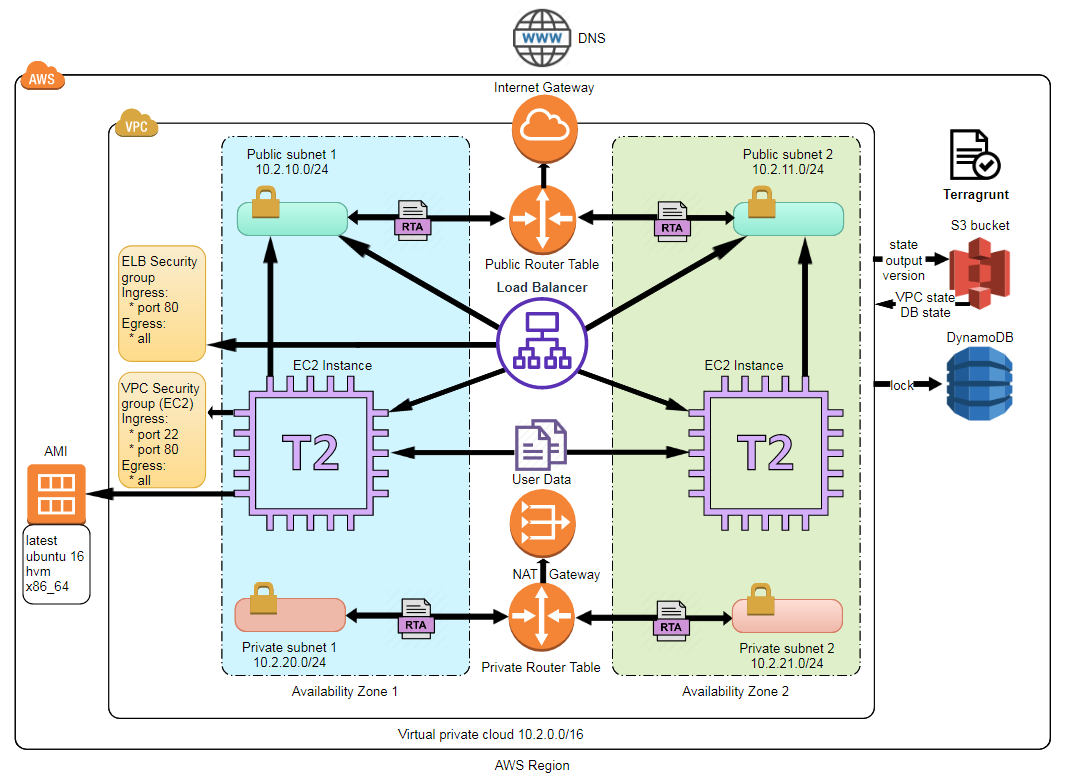 WWW
DNS
AWS
Internet Gateway
VPC
Public subnet 1
10.2.10.0/24
Public subnet 2
10.2.11.0/24
Terragrunt
RTA
RTA
S3 bucket
Public Router Table
Load Balancer
state
output
version
VPC state
DB state
ELB Security
group
Ingress:
* port 80
Egress:
* all
DynamoDB
lock
EC2 Instance
EC2 Instance
VPC Security
group (EC2)
Ingress:
* port 22
* port 80
Egress:
* all
T2
T2
User Data
AMI
latest
ubuntu 16
hvm
x86_64
NAT Gateway
RTA
RTA
Private subnet 1
10.2.20.0/24
Private Router Table
Private subnet 2
10.2.21.0/24
Availability Zone 1
Availability Zone 2
Virtual private cloud 10.2.0.0/16
AWS Region